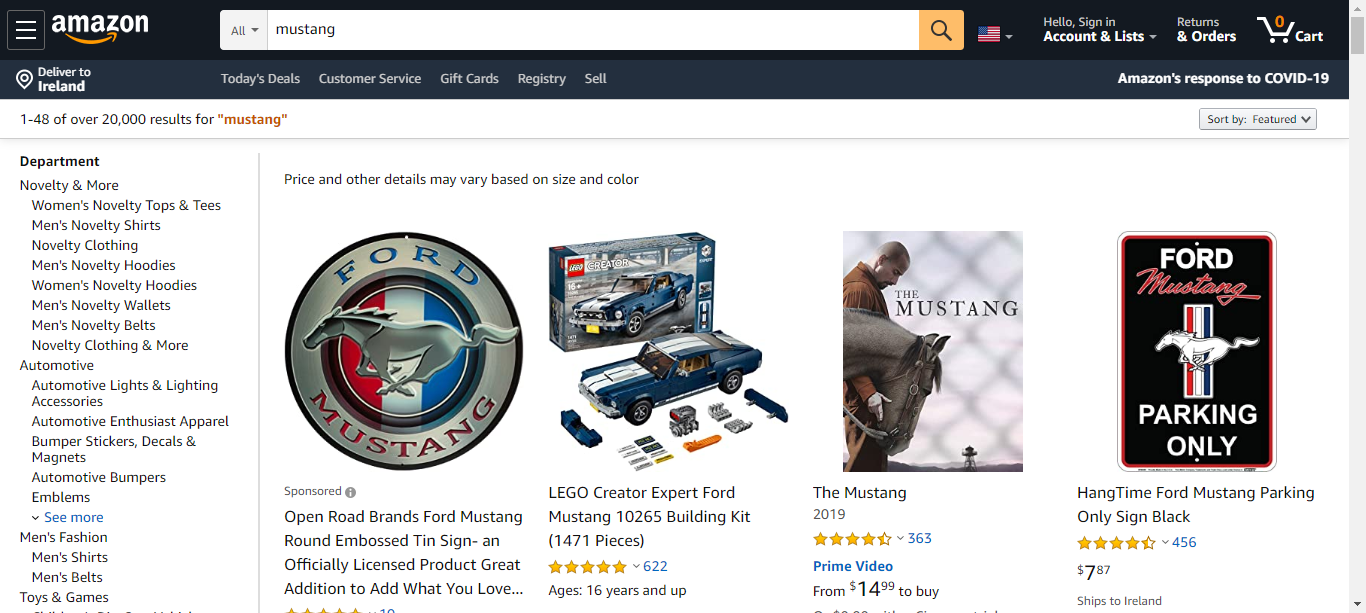 amazon
All
mustang
Hello, Sign in
Account & Lists
Returns
& Orders
0
Cart
Deliver to
Ireland
Today's Deals Customer Service Gift Cards Registry Sell
Amazon's response to COVID-19
1-48 of over 20,000 results for "mustang"
Sort by: Featured
Department
Novelty & More
Women's Novelty Tops & Tees
Men's Novelty Shirts
Novelty Clothing
Men's Novelty Hoodies
Women's Novelty Hoodies
Men's Novelty Wallets
Men's Novelty Belts
Novelty Clothing & More
Automotive
Automotive Lights & Lighting
Accessories
Automotive Enthusiast Apparel
Bumper Stickers, Decals &
Magnets
Automotive Bumpers
Emblems
See more
Men's Fashion
Men's Shirts
Men's Belts
Toys & Games
Price and other details may vary based on size and color
FORD
MUSTANG
Sponsored
Open Road Brands Ford Mustang
Round Embossed Tin Sign- an
Officially Licensed Product Great
Addition to Add What You Love...
19
LEGO CREATOR
16+
LEGO Creator Expert Ford
Mustang 10265 Building Kit
(1471 Pieces)
622
Ages: 16 years and up
THE
MUSTANG
The Mustang
2019
363
Prime Video
From $1499 to buy
FORD
Mustang
PARKING
ONLY
HangTime Ford Mustang Parking
Only Sign Black
456
$787
Ships to Ireland